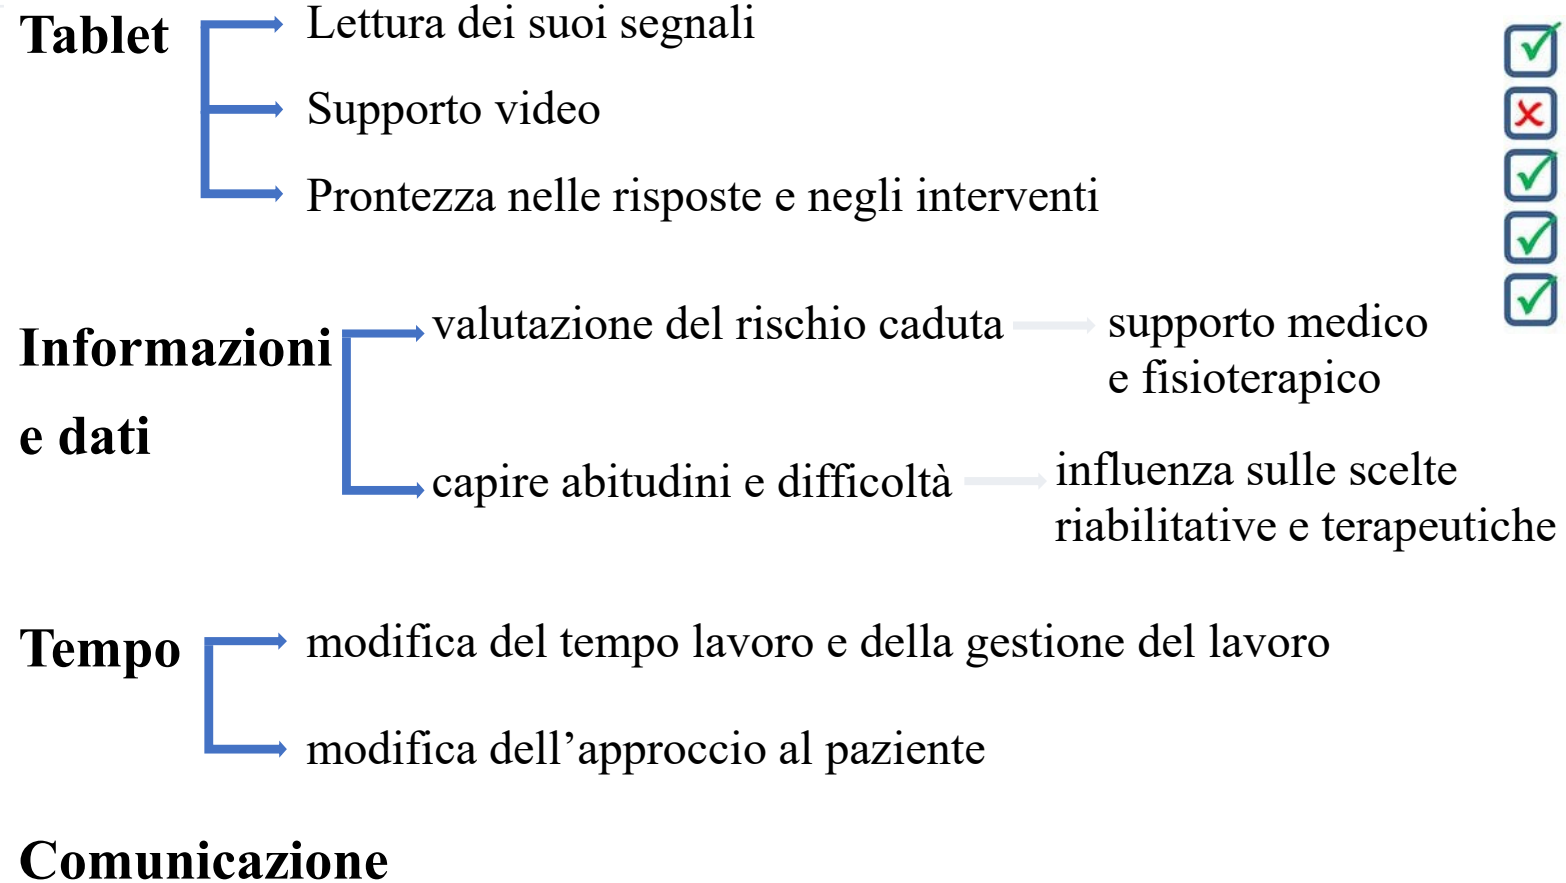 Tablet
Lettura dei suoi segnali
Supporto video
Prontezza nelle risposte e negli interventi
Informazioni
e dati
valutazione del rischio caduta
supporto medico
e fisioterapico
capire abitudini e difficoltà
influenza sulle scelte
riabilitative e terapeutiche
Tempo
modifica del tempo lavoro e della gestione del lavoro
modifica dell’approccio al paziente
Comunicazione